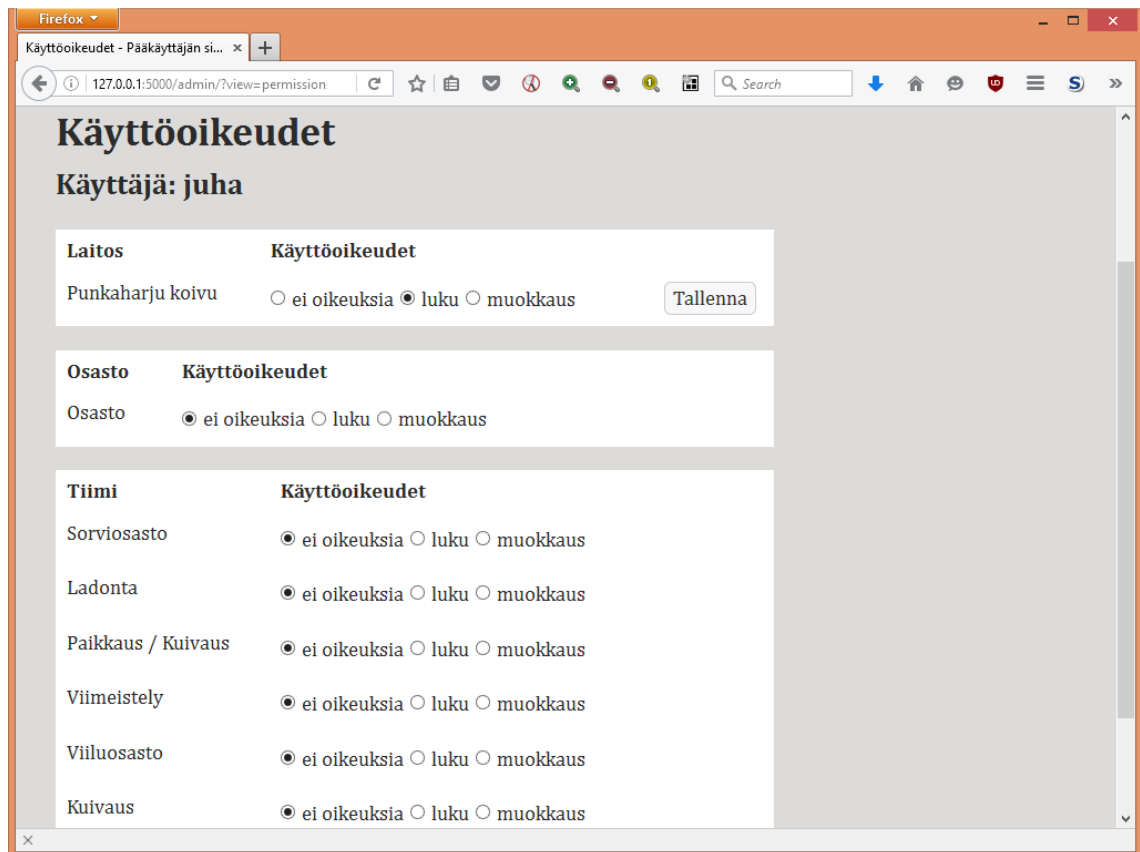 Firefox
Käyttöoikeudet - Pääkäyttäjän si...
127.0.0.1:5000/admin/?view=permission
Search
Käyttöoikeudet
Käyttäjä: juha
Laitos Käyttöoikeudet
Punkaharju koivu ei oikeuksia luku muokkaus Tallenna
Osasto Käyttöoikeudet
Osasto ei oikeuksia luku muokkaus
Tiimi Käyttöoikeudet
Sorviosasto ei oikeuksia luku muokkaus
Ladonta ei oikeuksia luku muokkaus
Paikkaus / Kuivaus ei oikeuksia luku muokkaus
Viimeistely ei oikeuksia luku muokkaus
Viiluosasto ei oikeuksia luku muokkaus
Kuivaus ei oikeuksia luku muokkaus